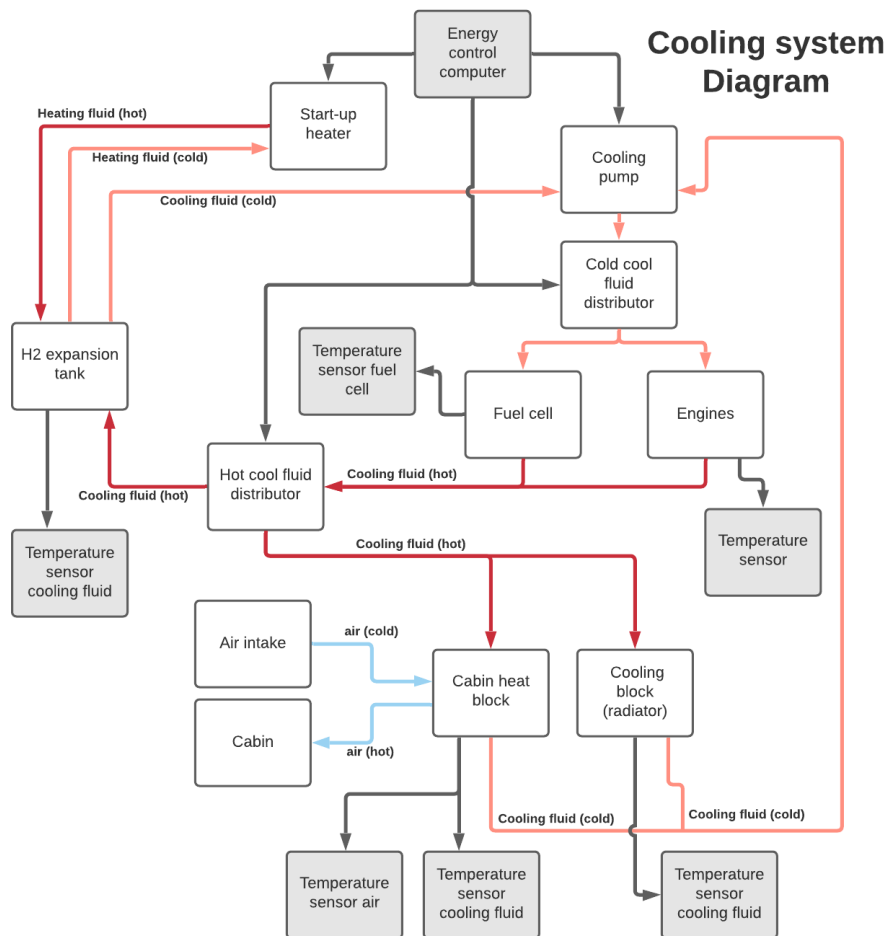 Energy
control
computer
Cooling system
Diagram
Start-up
heater
Heating fluid (hot)
Heating fluid (cold)
Cooling
pump
Cooling fluid (cold)
Cold cool
fluid
distributor
H2 expansion
tank
Temperature
sensor fuel
cell
Fuel cell
Engines
Cooling fluid (hot)
Cooling fluid (hot)
Hot cool fluid
distributor
Temperature
sensor
Cooling fluid (hot)
Temperature
sensor
cooling fluid
Air intake
air (cold)
Cabin heat
block
Cooling
block
(radiator)
Cabin
air (hot)
Cooling fluid (cold)
Cooling fluid (cold)
Temperature
sensor air
Temperature
sensor
cooling fluid
Temperature
sensor
cooling fluid